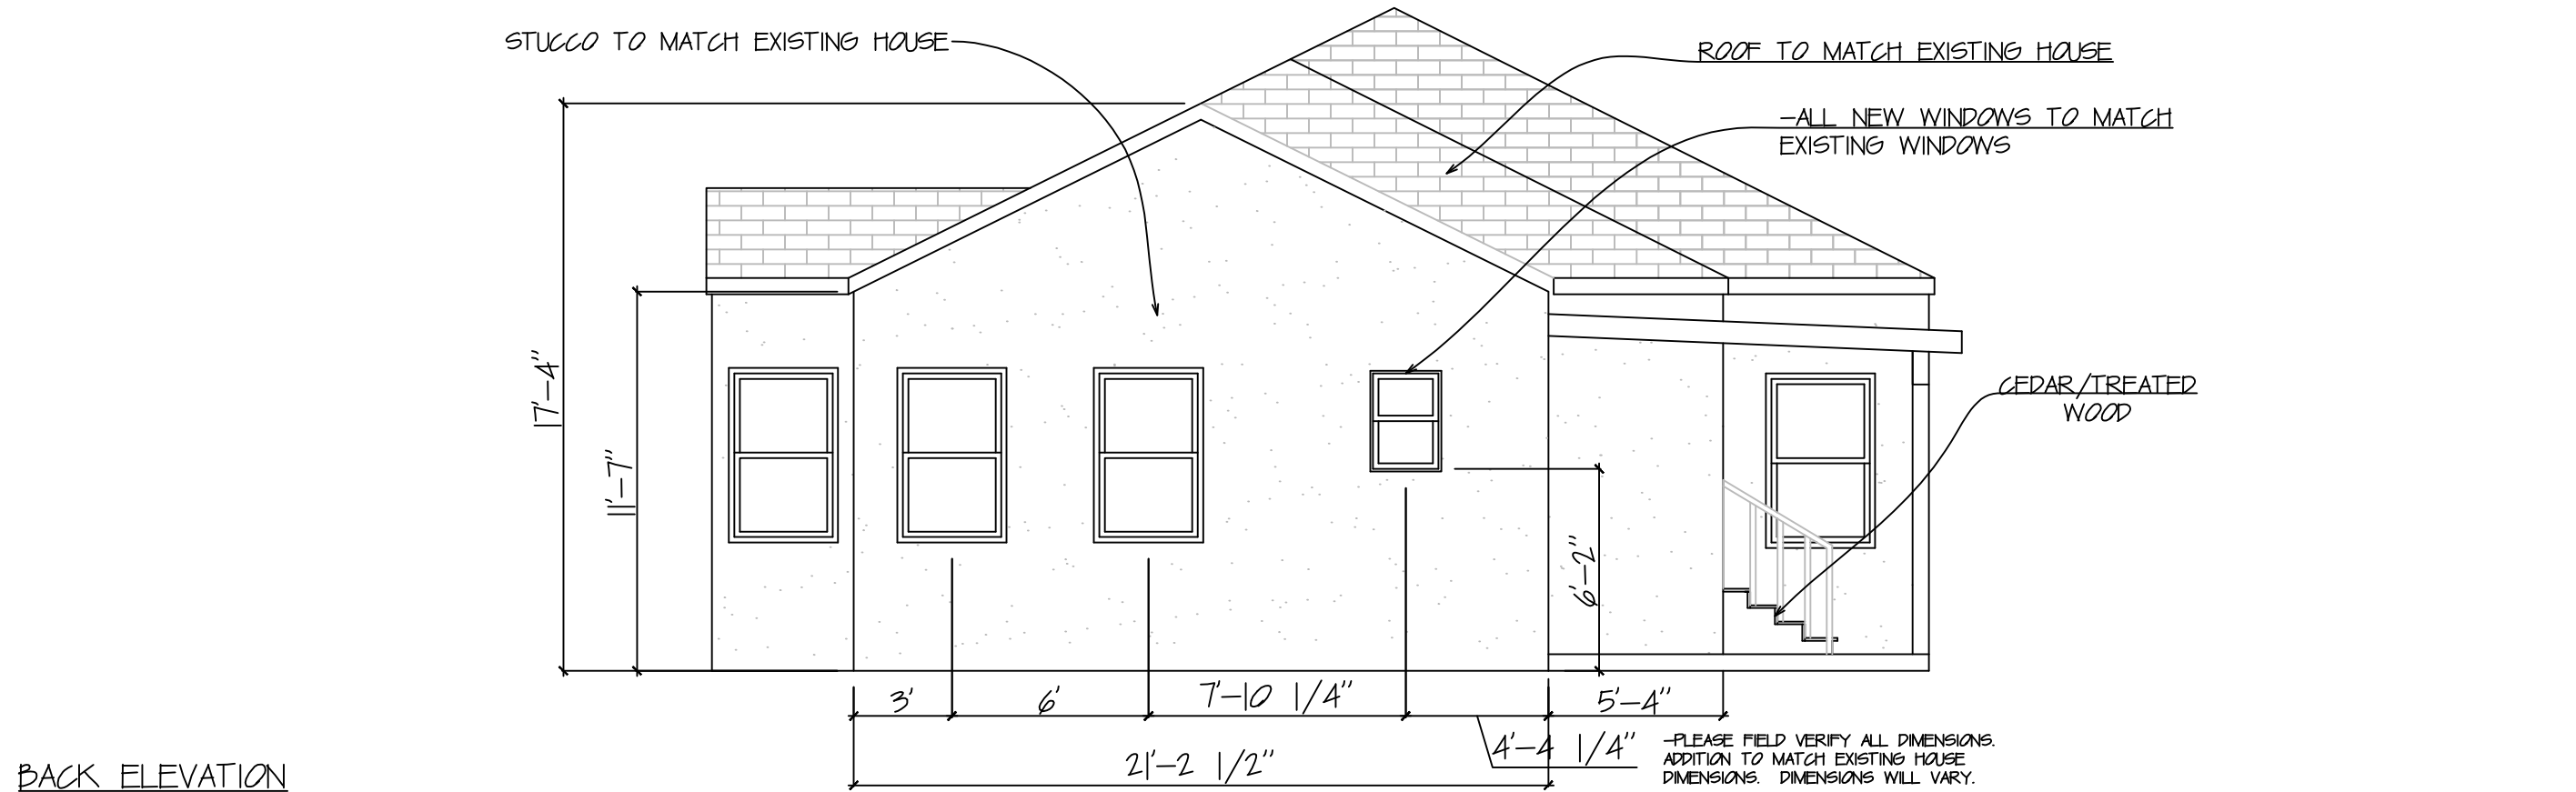 STUCCO TO MATCH EXISTING HOUSE
ROOF TO MATCH EXISTING HOUSE
-ALL NEW WINDOWS TO MATCH
EXISTING WINDOWS
17'-4"
11'-7"
CEDAR/TREATED
WOOD
6'-2"
3'
6'
7'-10 1/4"
5'-4"
4'-4 1/4"
21'-2 1/2"
-PLEASE FIELD VERIFY ALL DIMENSIONS.
ADDITION TO MATCH EXISTING HOUSE
DIMENSIONS. DIMENSIONS WILL VARY.
BACK ELEVATION